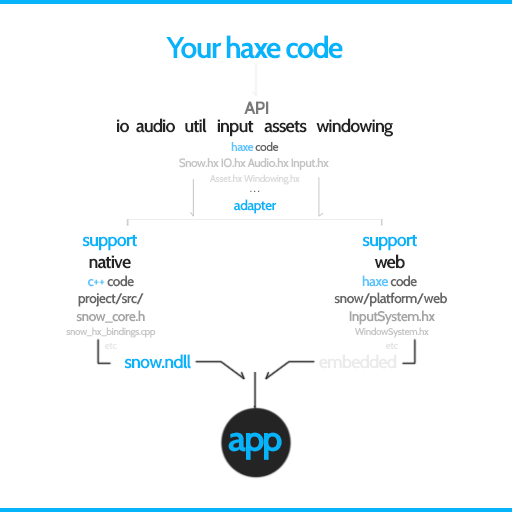 Your haxe code
API
io audio util input assets windowing
haxe code
Snow.hx IO.hx Audio.hx Input.hx
Asset.hx Windowing.hx
...
adapter
support
native
c++ code
project/src/
snow_core.h
snow_hx_bindings.cpp
etc
snow.ndll
support
web
haxe code
snow/platform/web
InputSystem.hx
WindowSystem.hx
etc
embedded
app